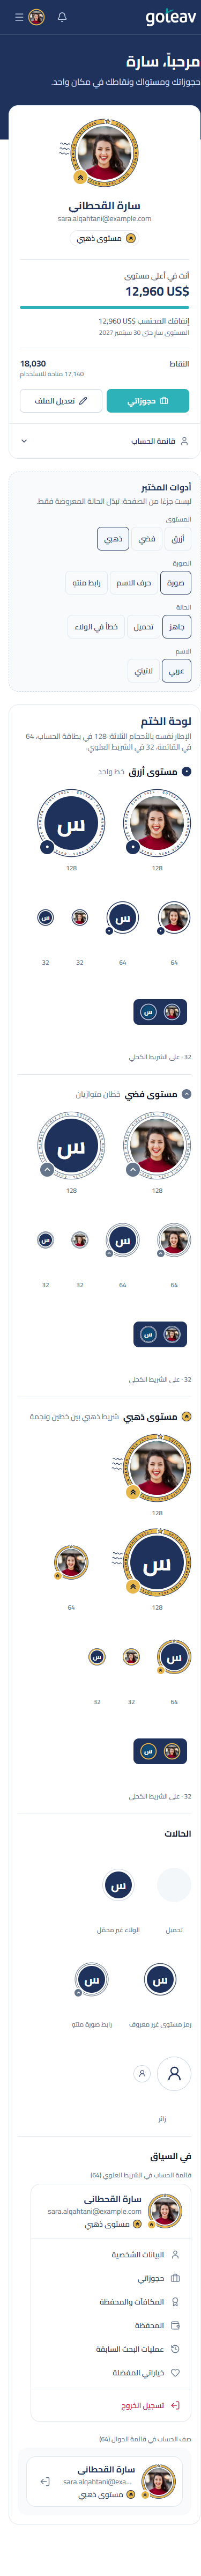 goleav
مرحباً، سارة
حجوزاتك ومستواك ونقاطك في مكان واحد.
سارة القحطاني
sara.alqahtani@example.com
مستوى ذهبي
أنت في أعلى مستوى
12,960 US$
إنفاقك المحتسب 12,960 US$
المستوى سارٍ حتى 30 سبتمبر 2027
النقاط
18,030
17,140 متاحة للاستخدام
حجوزاتي
تعديل الملف
قائمة الحساب
أدوات المختبر
ليست جزءًا من الصفحة: لبدّل الحالة المعروضة فقط.
المستوى
أزرق
فضي
ذهبي
الصورة
صورة
حرف الاسم
رابط منتهٍ
الحالة
جاهز
تحميل
خطأ في الولاء
الاسم
عربي
لاتيني
لوحة الختم
الإطار نفسه بالأحجام الثلاثة: 128 في بطاقة الحساب، 64
في القائمة، 32 في الشريط العلوي.
مستوى أزرق
خط واحد
س
128
128
س
س
64
64
32
32
س
32 · على الشريط الكحلي
مستوى فضي
خطان متوازيان
س
128
128
س
س
64
64
32
32
س
32 · على الشريط الكحلي
مستوى ذهبي
شريط ذهبي بين خطين ونجمة
128
س
128
64
س
س
64
32
32
س
32 · على الشريط الكحلي
الحالات
س
تحميل
الولاء غير محمّل
س
س
رمز مستوى غير معروف
رابط صورة منتهٍ
زائر
في السياق
قائمة الحساب في الشريط العلوي (64)
سارة القحطاني
sara.alqahtani@example.com
مستوى ذهبي
البيانات الشخصية
حجوزاتي
المكافآت والمحفظة
المحفظة
عمليات البحث السابقة
خياراتي المفضلة
تسجيل الخروج
صف الحساب في قائمة الجوال (64)
سارة القحطاني
sara.alqahtani@exa...
مستوى ذهبي